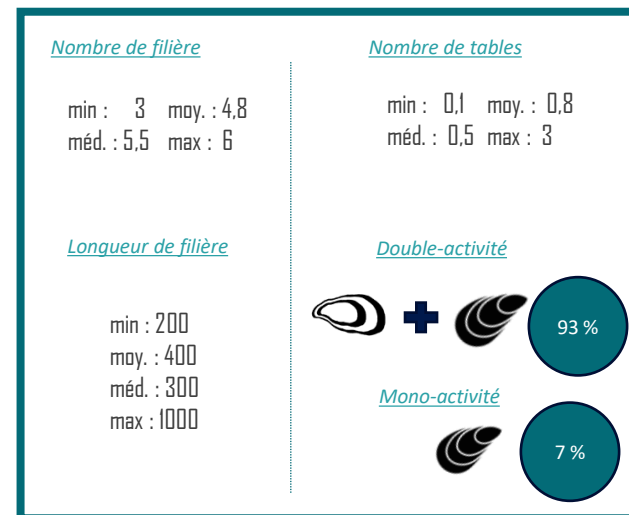 Nombre de filière
min : 3 moy. : 4,8
méd. : 5,5 max : 6
Longueur de filière
min : 200
moy. : 400
méd. : 300
max : 1000
Nombre de tables
min : 0,1 moy. : 0,8
méd. : 0,5 max : 3
Double-activité
93 %
Mono-activité
7 %